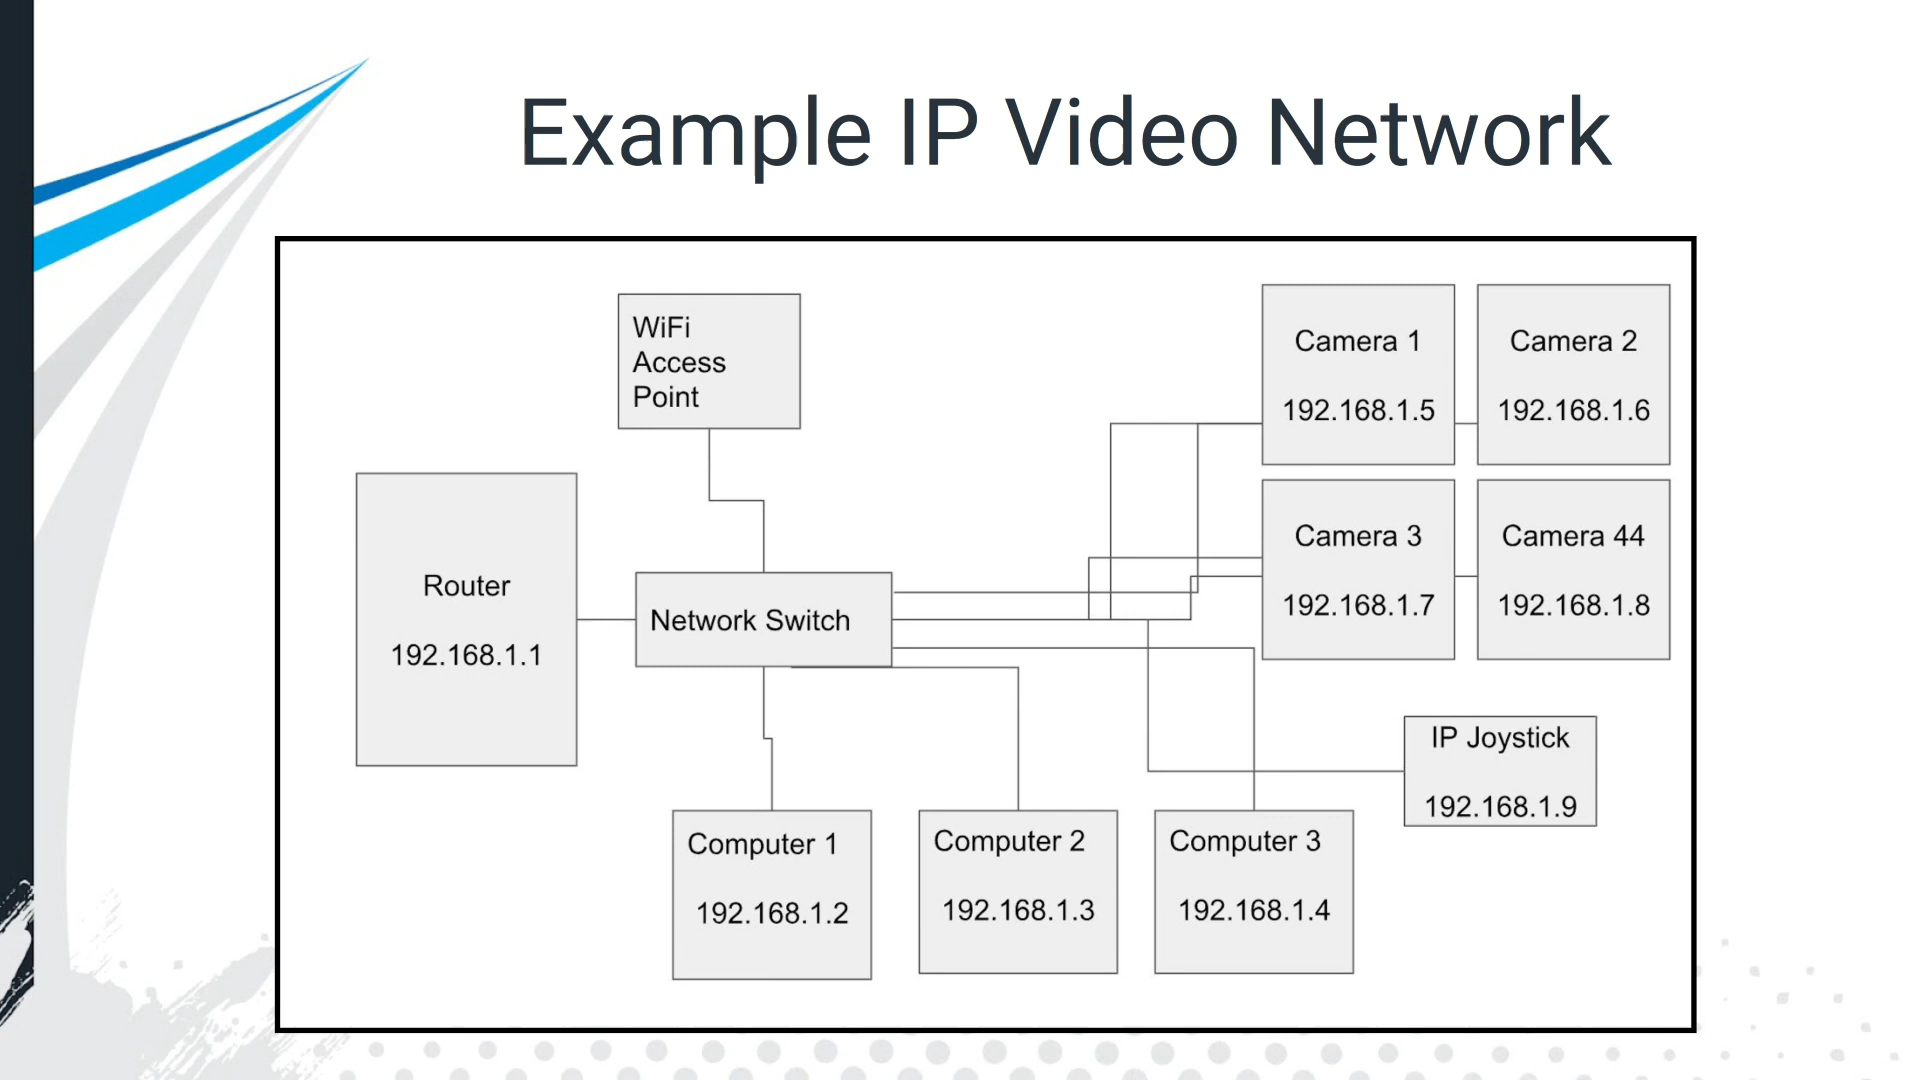 Example IP Video Network
WiFi
Access
Point
Camera 1
192.168.1.5
Camera 2
192.168.1.6
Router
192.168.1.1
Network Switch
Camera 3
192.168.1.7
Camera 44
192.168.1.8
IP Joystick
192.168.1.9
Computer 1
192.168.1.2
Computer 2
192.168.1.3
Computer 3
192.168.1.4